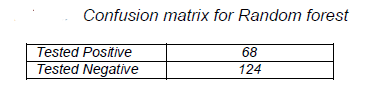 Confusion matrix for Random forest
Tested Positive 68
Tested Negative 124